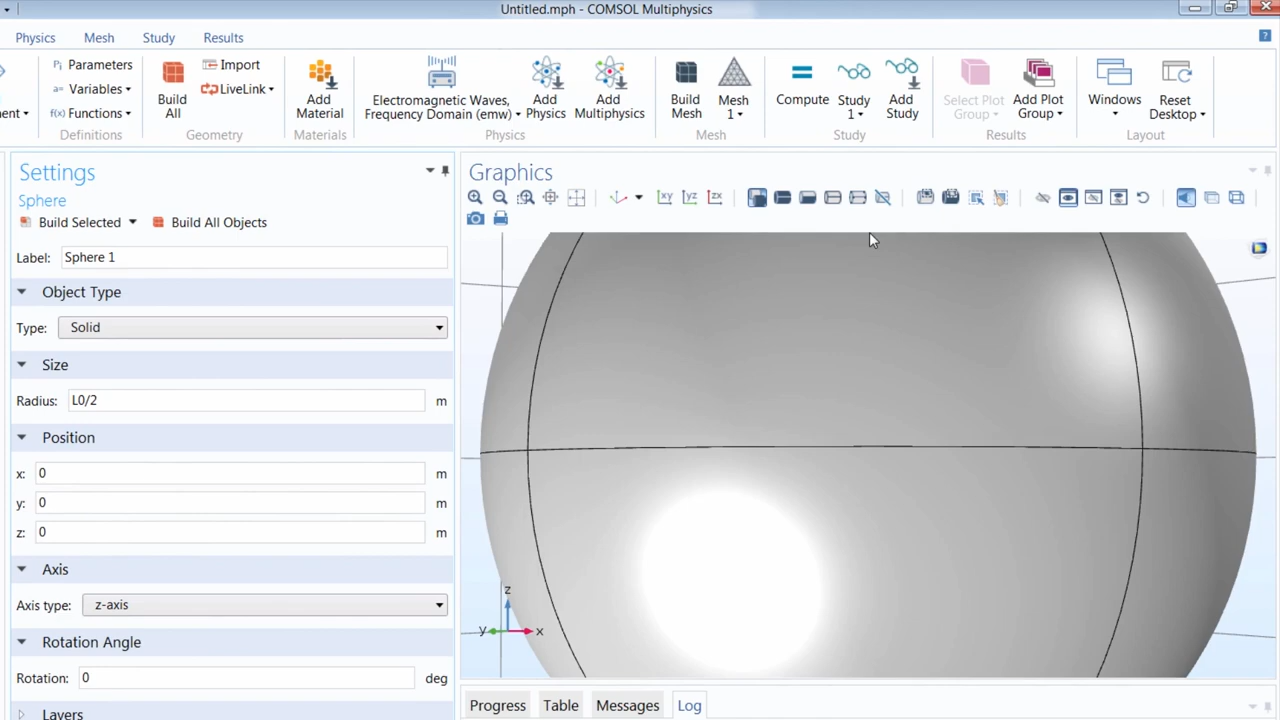 Untitled.mph - COMSOL Multiphysics
Physics Mesh Study Results
Pi Parameters
a= Variables
f(x) Functions
Definitions
Build All
Import
LiveLink
Geometry
Add Material
Materials
Electromagnetic Waves, Frequency Domain (emw)
Add Physics
Add Multiphysics
Physics
Build Mesh
Mesh 1
Mesh
Compute
Study 1
Add Study
Study
Select Plot Group
Add Plot Group
Results
Windows
Reset Desktop
Layout
Settings
Sphere
Build Selected Build All Objects
Label: Sphere 1
Object Type
Type: Solid
Size
Radius: L0/2 m
Position
x: 0 m
y: 0 m
z: 0 m
Axis
Axis type: z-axis
Rotation Angle
Rotation: 0 deg
Layers
Graphics
xy yz zx
z
y x
Progress Table Messages Log